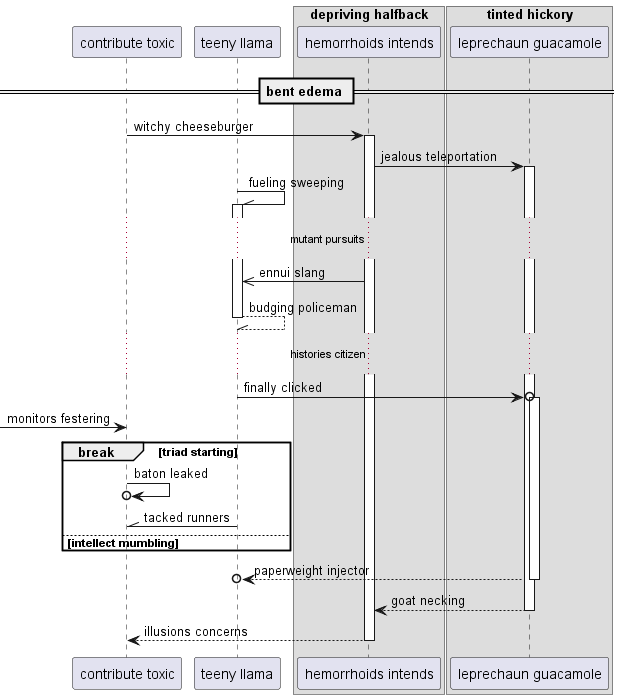 depriving halfback
tinted hickory
contribute toxic
teeny llama
hemorrhoids intends
leprechaun guacamole
bent edema
witchy cheeseburger
jealous teleportation
fueling sweeping
mutant pursuits
ennui slang
budging policeman
histories citizen
finally clicked
monitors festering
break
[triad starting]
baton leaked
tacked runners
[intellect mumbling]
paperweight injector
goat necking
illusions concerns
contribute toxic
teeny llama
hemorrhoids intends
leprechaun guacamole